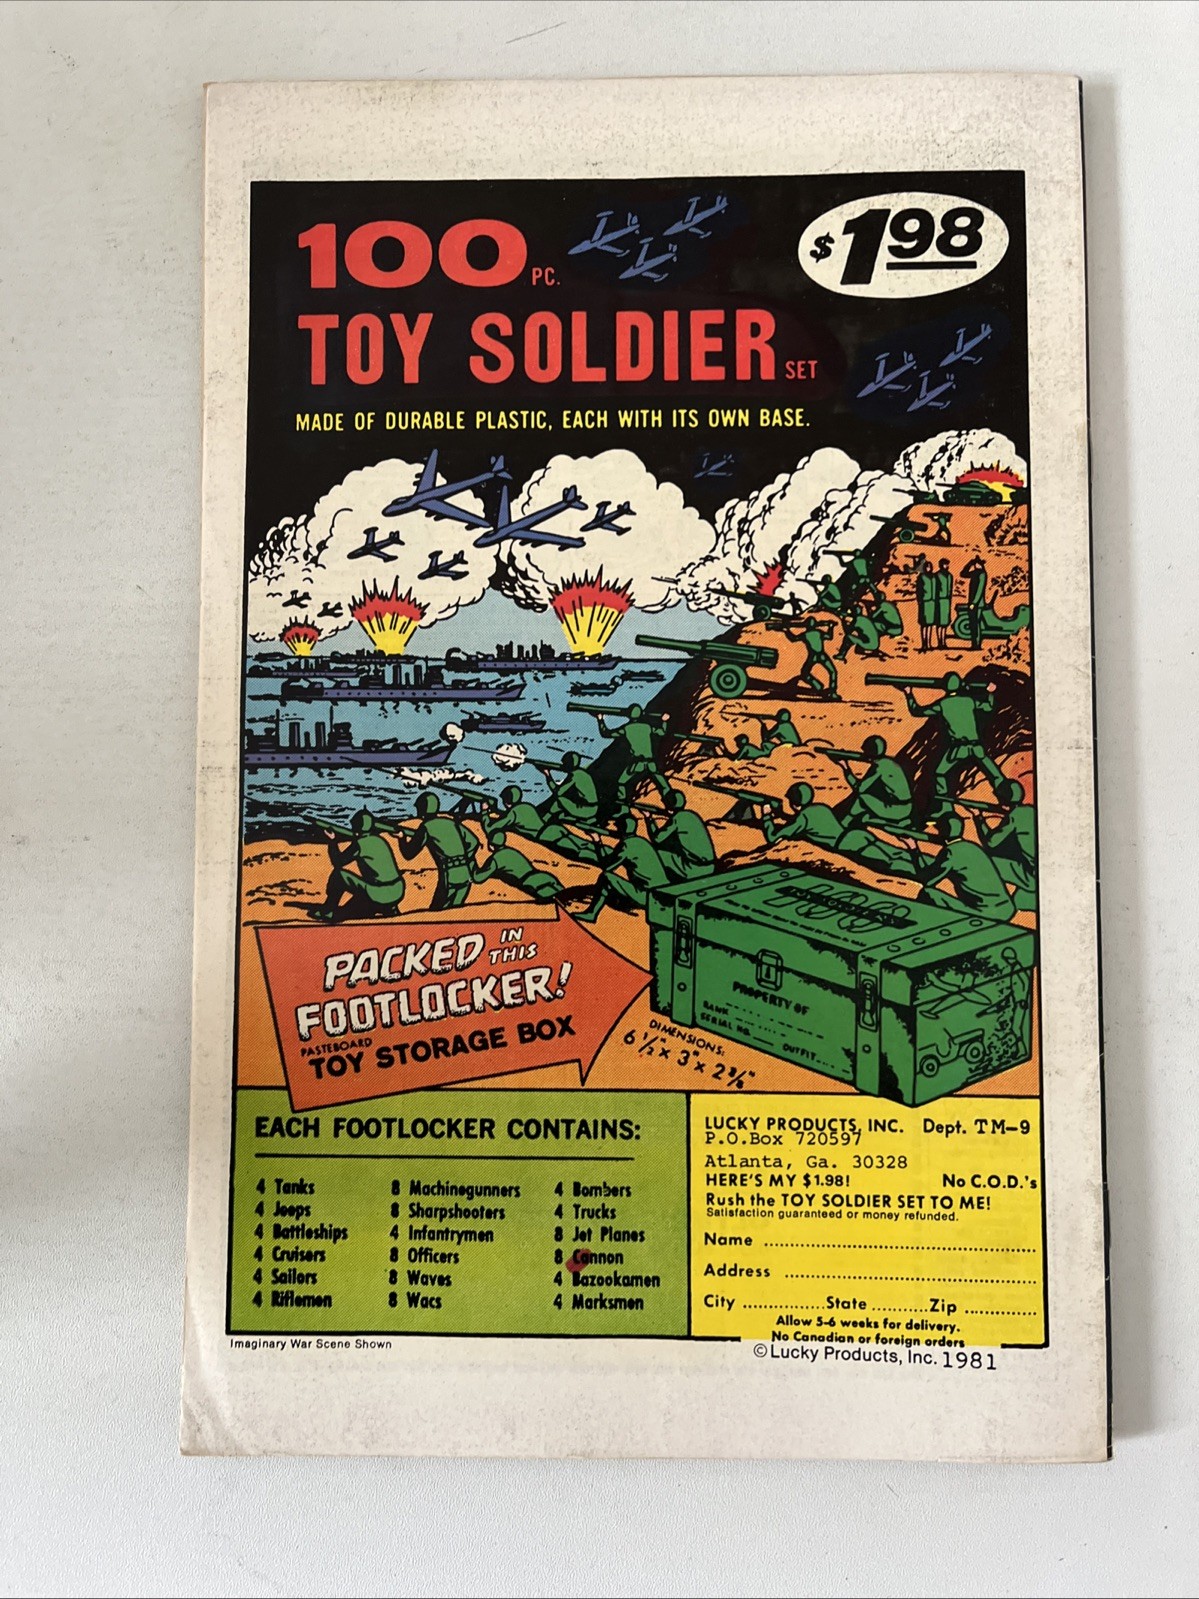 100 PC.
$1.98
TOY SOLDIER SET
MADE OF DURABLE PLASTIC, EACH WITH ITS OWN BASE.
PACKED IN THIS
FOOTLOCKER!
PASTEBOARD
TOY STORAGE BOX
DIMENSIONS:
6 1/2" x 3" x 2 3/8"
100
PROPERTY OF
RANK
SERIAL NO.
OUTFIT
EACH FOOTLOCKER CONTAINS:
4 Tanks
4 Jeeps
4 Battleships
4 Cruisers
4 Sailors
4 Riflemen
8 Machinegunners
8 Sharpshooters
4 Infantrymen
8 Officers
8 Waves
8 Wacs
4 Bombers
4 Trucks
8 Jet Planes
8 Cannon
4 Bazookamen
4 Marksmen
LUCKY PRODUCTS, INC. Dept. TM-9
P.O.Box 720597
Atlanta, Ga. 30328
HERE'S MY $1.98! No C.O.D.'s
Rush the TOY SOLDIER SET TO ME!
Satisfaction guaranteed or money refunded.
Name
Address
City State Zip
Allow 5-6 weeks for delivery.
No Canadian or foreign orders
Imaginary War Scene Shown
©Lucky Products, Inc. 1981